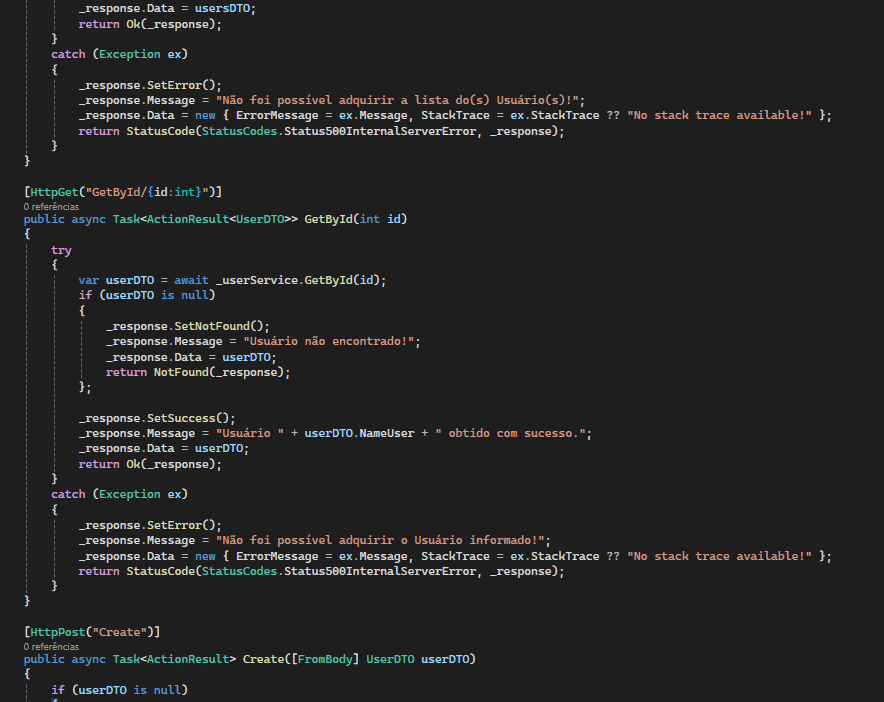 _response.Data = usersDTO;
return Ok(_response);
}
catch (Exception ex)
{
_response.SetError();
_response.Message = "Não foi possível adquirir a lista do(s) Usuário(s)!";
_response.Data = new { ErrorMessage = ex.Message, StackTrace = ex.StackTrace ?? "No stack trace available!" };
return StatusCode(StatusCodes.Status500InternalServerError, _response);
}
}
[HttpGet("GetById/{id:int}")]
0 referências
public async Task<ActionResult<UserDTO>> GetById(int id)
{
try
{
var userDTO = await _userService.GetById(id);
if (userDTO is null)
{
_response.SetNotFound();
_response.Message = "Usuário não encontrado!";
_response.Data = userDTO;
return NotFound(_response);
};
_response.SetSuccess();
_response.Message = "Usuário " + userDTO.NameUser + " obtido com sucesso.";
_response.Data = userDTO;
return Ok(_response);
}
catch (Exception ex)
{
_response.SetError();
_response.Message = "Não foi possível adquirir o Usuário informado!";
_response.Data = new { ErrorMessage = ex.Message, StackTrace = ex.StackTrace ?? "No stack trace available!" };
return StatusCode(StatusCodes.Status500InternalServerError, _response);
}
}
[HttpPost("Create")]
0 referências
public async Task<ActionResult> Create([FromBody] UserDTO userDTO)
{
if (userDTO is null)